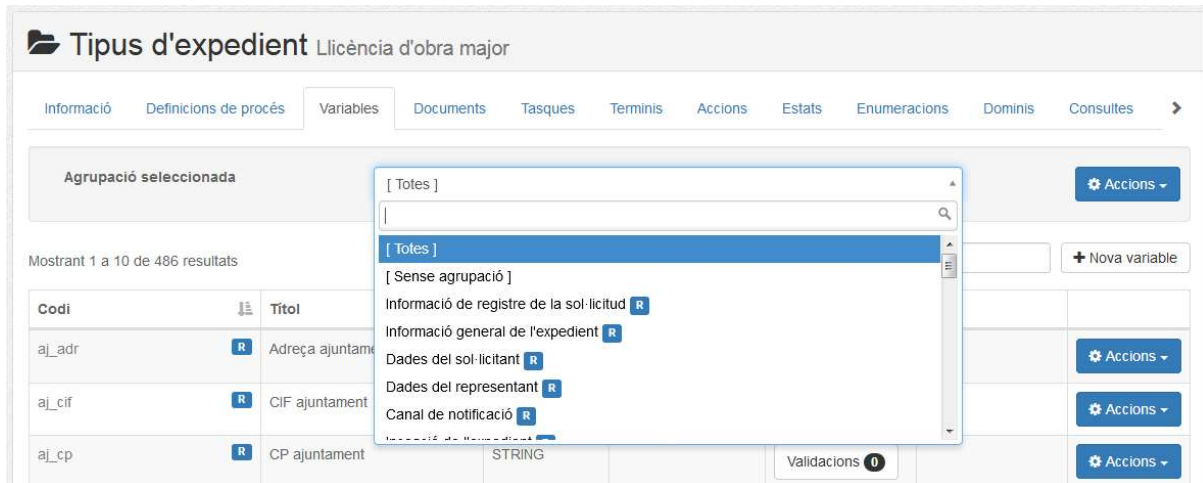 Tipus d'expedient Llicència d'obra major
Informació Definicions de procés Variables Documents Tasques Terminis Accions Estats Enumeracions Dominis Consultes
Agrupació seleccionada
[ Totes ]
Accions
[ Totes ]
[ Sense agrupació ]
Informació de registre de la sol·licitud R
Informació general de l'expedient R
Dades del sol·licitant R
Dades del representant R
Canal de notificació R
Mostrant 1 a 10 de 486 resultats
Nova variable
Codi Títol
aj_adr R Adreça ajuntame
Accions
aj_cif R CIF ajuntament
Accions
aj_cp R CP ajuntament STRING Validacions 0 Accions